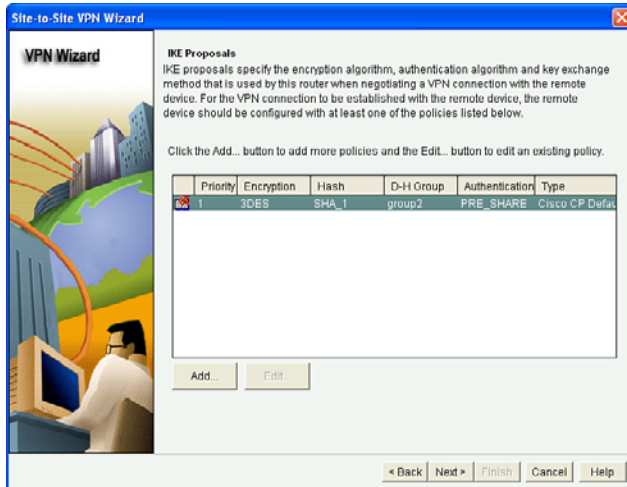 Site-to-Site VPN Wizard
VPN Wizard
IKE Proposals
IKE proposals specify the encryption algorithm, authentication algorithm and key exchange
method that is used by this router when negotiating a VPN connection with the remote
device. For the VPN connection to be established with the remote device, the remote
device should be configured with at least one of the policies listed below.
Click the Add... button to add more policies and the Edit... button to edit an existing policy.
Priority Encryption Hash D-H Group Authentication Type
1 3DES SHA_1 group2 PRE_SHARE Cisco CP Defau
Add... Edit...
< Back Next > Finish Cancel Help